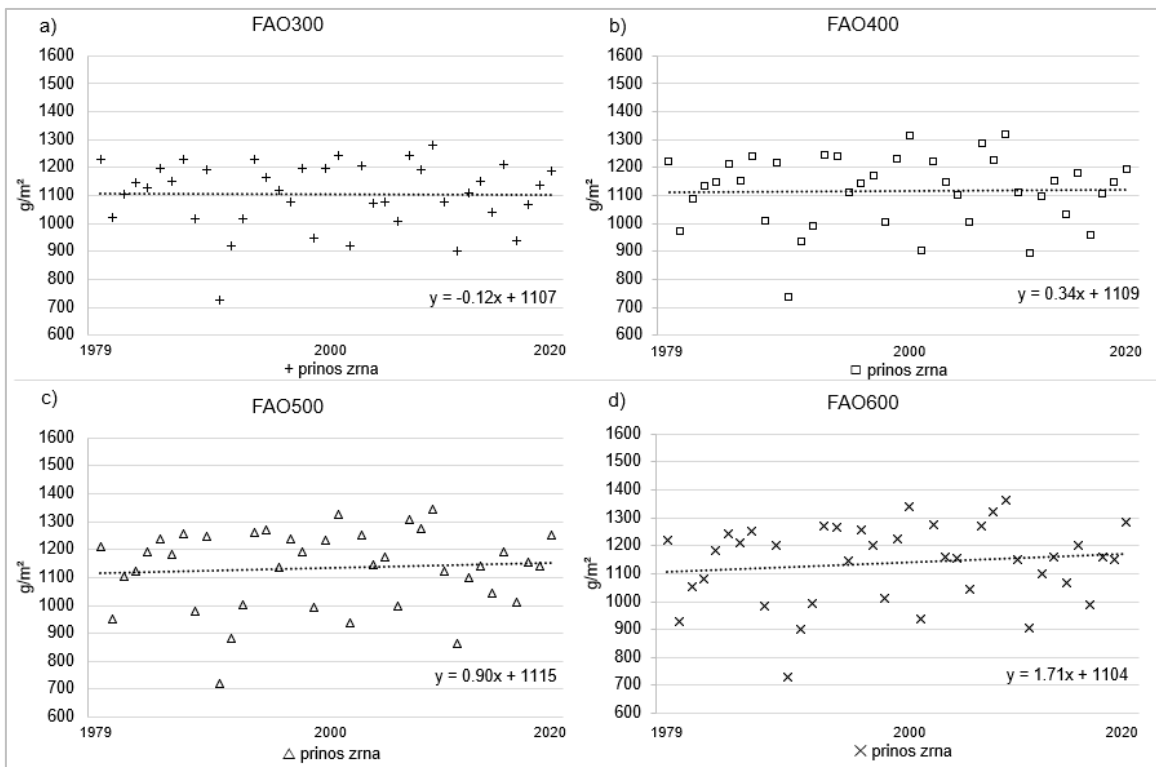 a)
FAO300
1600
1500
1400
1300
1200
1100
1000
900
800
700
600
g/m²
y = -0.12x + 1107
1979
2000
2020
prinos zrna
b)
FAO400
1600
1500
1400
1300
1200
1100
1000
900
800
700
600
g/m²
y = 0.34x + 1109
1979
2000
2020
prinos zrna
c)
FAO500
1600
1500
1400
1300
1200
1100
1000
900
800
700
600
g/m²
y = 0.90x + 1115
1979
2000
2020
prinos zrna
d)
FAO600
1600
1500
1400
1300
1200
1100
1000
900
800
700
600
g/m²
y = 1.71x + 1104
1979
2000
2020
prinos zrna